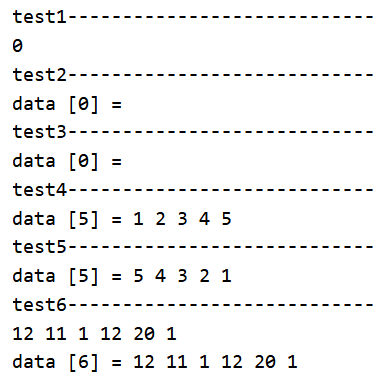 test1----------------------------
0
test2----------------------------
data [0] =
test3----------------------------
data [0] =
test4----------------------------
data [5] = 1 2 3 4 5
test5----------------------------
data [5] = 5 4 3 2 1
test6----------------------------
12 11 1 12 20 1
data [6] = 12 11 1 12 20 1